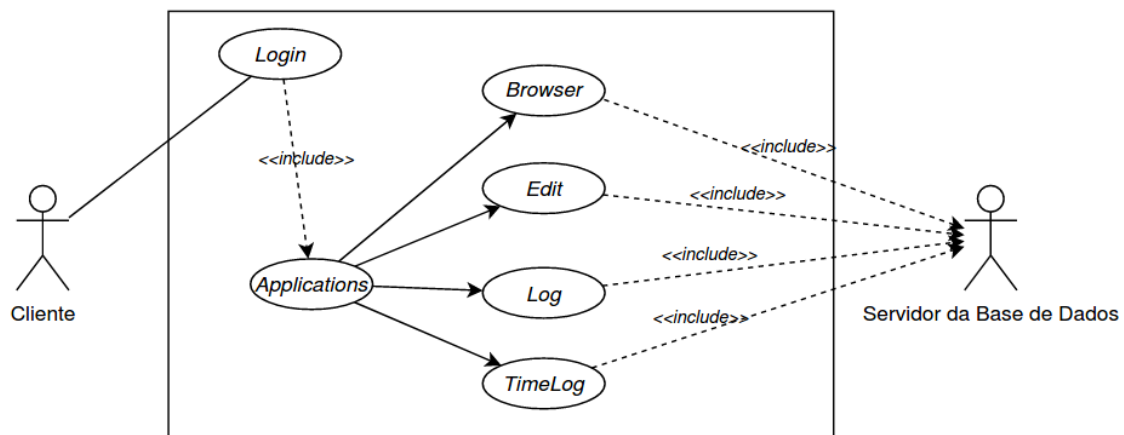 Login
Browser
<<include>>
<<include>>
Edit
<<include>>
<<include>>
Applications
Log
Cliente
Servidor da Base de Dados
<<include>>
TimeLog